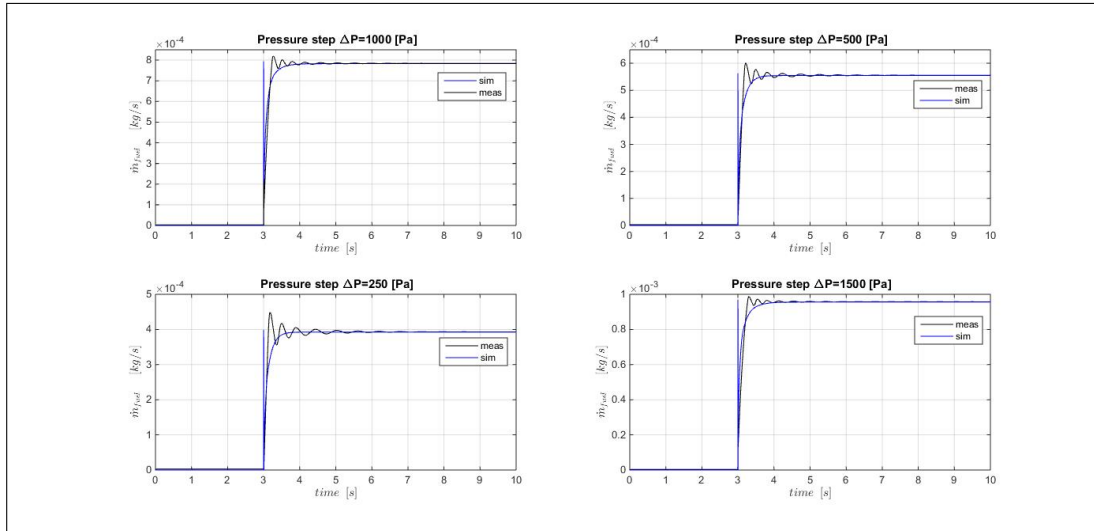 ×10⁻⁴
Pressure step ΔP=1000 [Pa]
8
7
6
5
4
3
2
1
0
ṁ_fuel [kg/s]
sim
meas
0 1 2 3 4 5 6 7 8 9 10
time [s]
×10⁻⁴
Pressure step ΔP=500 [Pa]
6
5
4
3
2
1
0
ṁ_fuel [kg/s]
meas
sim
0 1 2 3 4 5 6 7 8 9 10
time [s]
×10⁻⁴
Pressure step ΔP=250 [Pa]
5
4
3
2
1
0
ṁ_fuel [kg/s]
meas
sim
0 1 2 3 4 5 6 7 8 9 10
time [s]
×10⁻³
Pressure step ΔP=1500 [Pa]
1
0.8
0.6
0.4
0.2
0
ṁ_fuel [kg/s]
meas
sim
0 1 2 3 4 5 6 7 8 9 10
time [s]